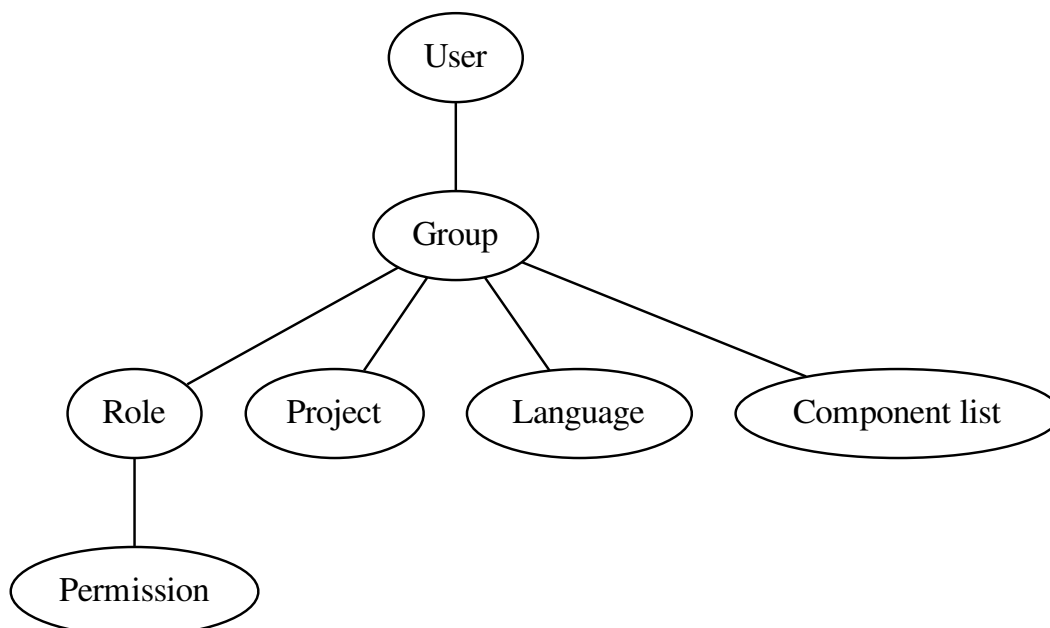 User
Group
Role
Project
Language
Component list
Permission